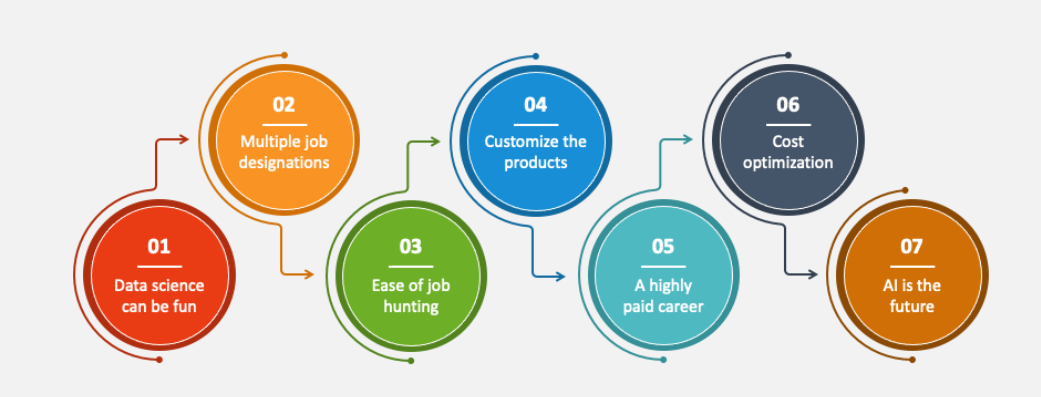 01
Data science
can be fun
02
Multiple job
designations
03
Ease of job
hunting
04
Customize the
products
05
A highly
paid career
06
Cost
optimization
07
AI is the
future